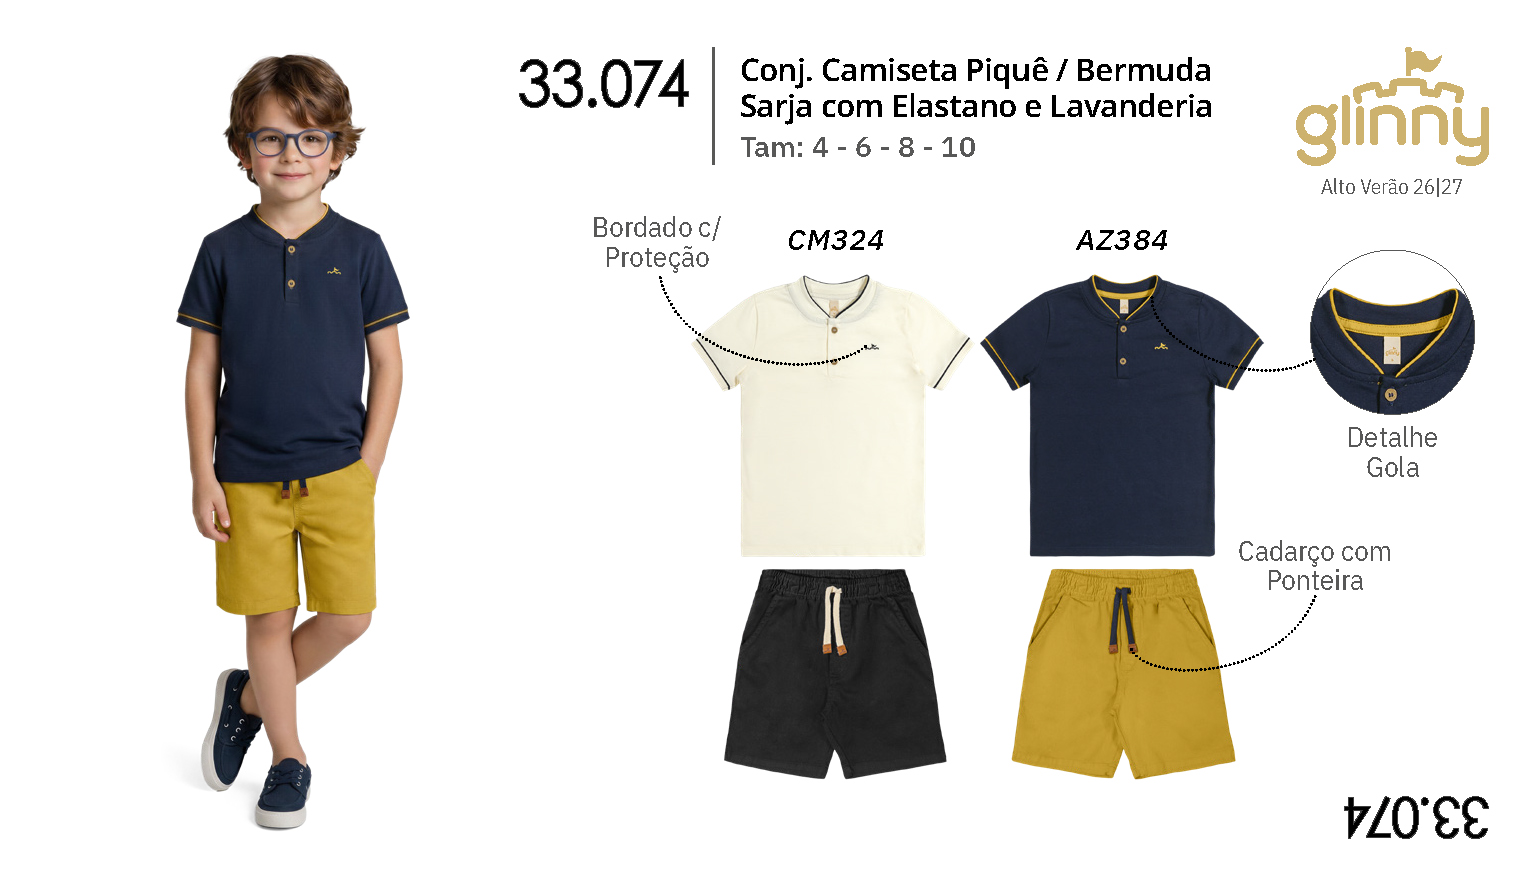 33.074
Conj. Camiseta Piquê / Bermuda
Sarja com Elastano e Lavanderia
Tam: 4 - 6 - 8 - 10
glinny
Alto Verão 26|27
Bordado c/
Proteção
CM324
AZ384
Detalhe
Gola
Cadarço com
Ponteira
33.074